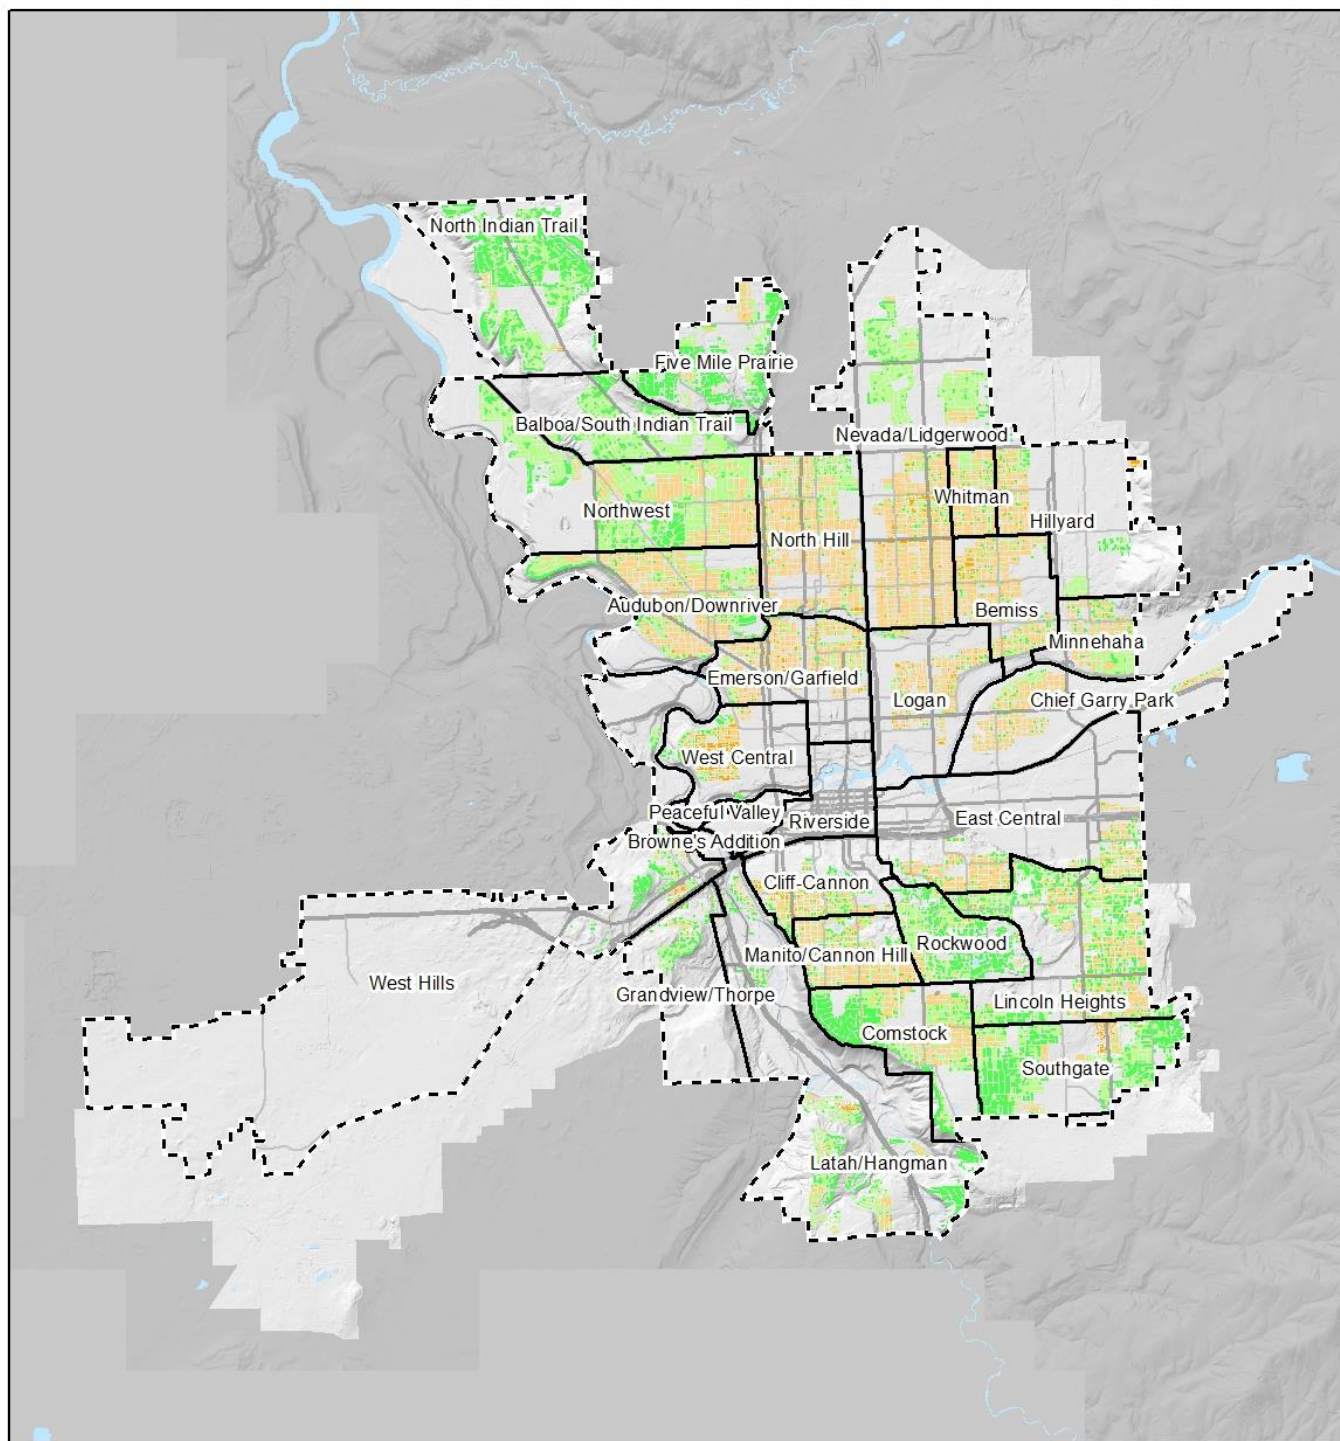 North Indian Trail
Five Mile Prairie
Balboa/South Indian Trail
Nevada/Lidgerwood
Whitman
Northwest
Hillyard
North Hill
Audubon/Downriver
Bemiss
Minnehaha
Emerson/Garfield
Logan
Chief Garry Park
West Central
Peaceful Valley
Riverside
East Central
Browne's Addition
Cliff-Cannon
Rockwood
Manito/Cannon Hill
West Hills
Grandview/Thorpe
Lincoln Heights
Comstock
Southgate
Latah/Hangman